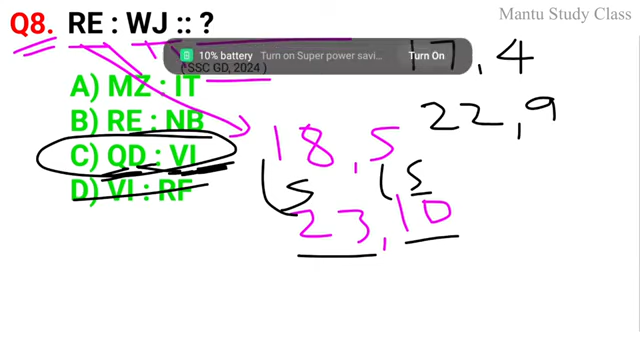 Mantu Study Class
Q8. RE : WJ :: ?
10% battery Turn on Super power savi... Turn On
(SSC GD, 2024)
A) MZ : IT
B) RE : NB
C) QD : VI
D) VI : RF
17, 4
22, 9
18, 5
5 5
23, 10